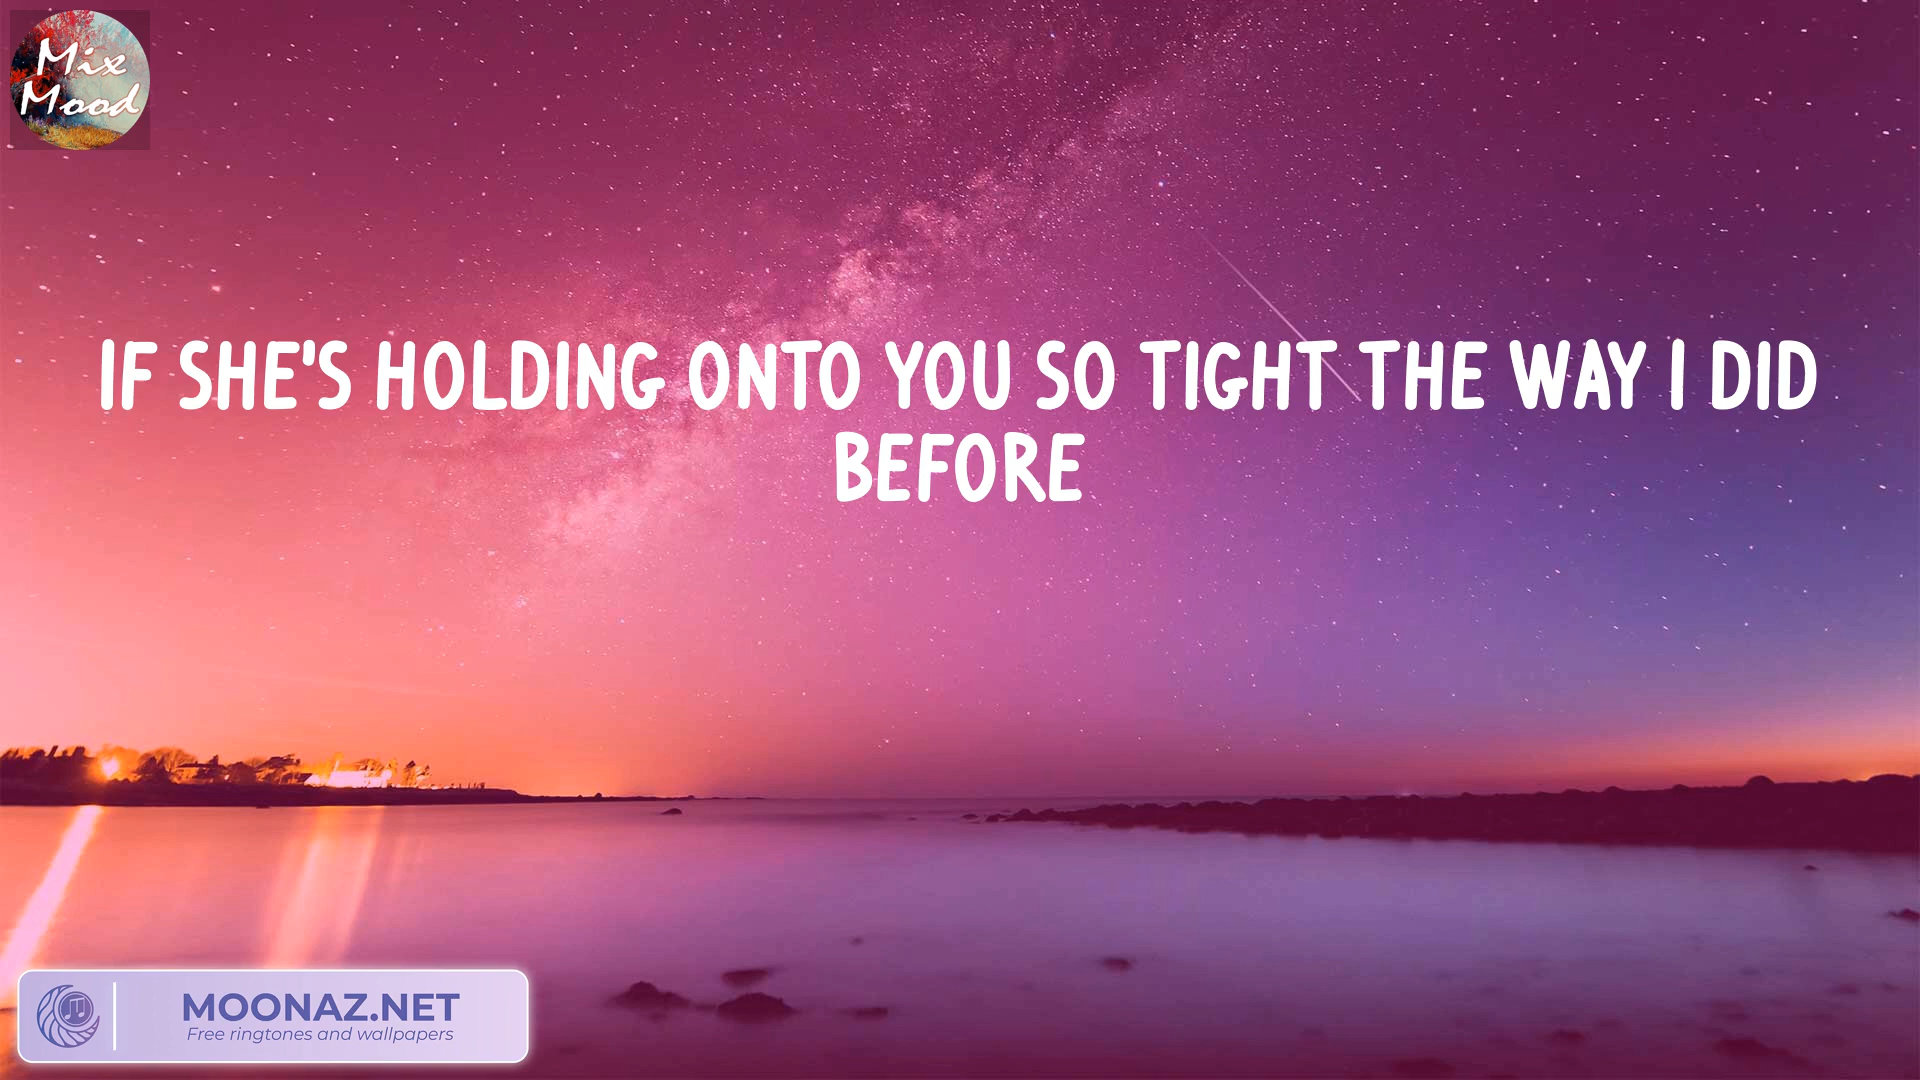 Mix
Mood
IF SHE'S HOLDING ONTO YOU SO TIGHT THE WAY I DID
BEFORE
MOONAZ.NET
Free ringtones and wallpapers